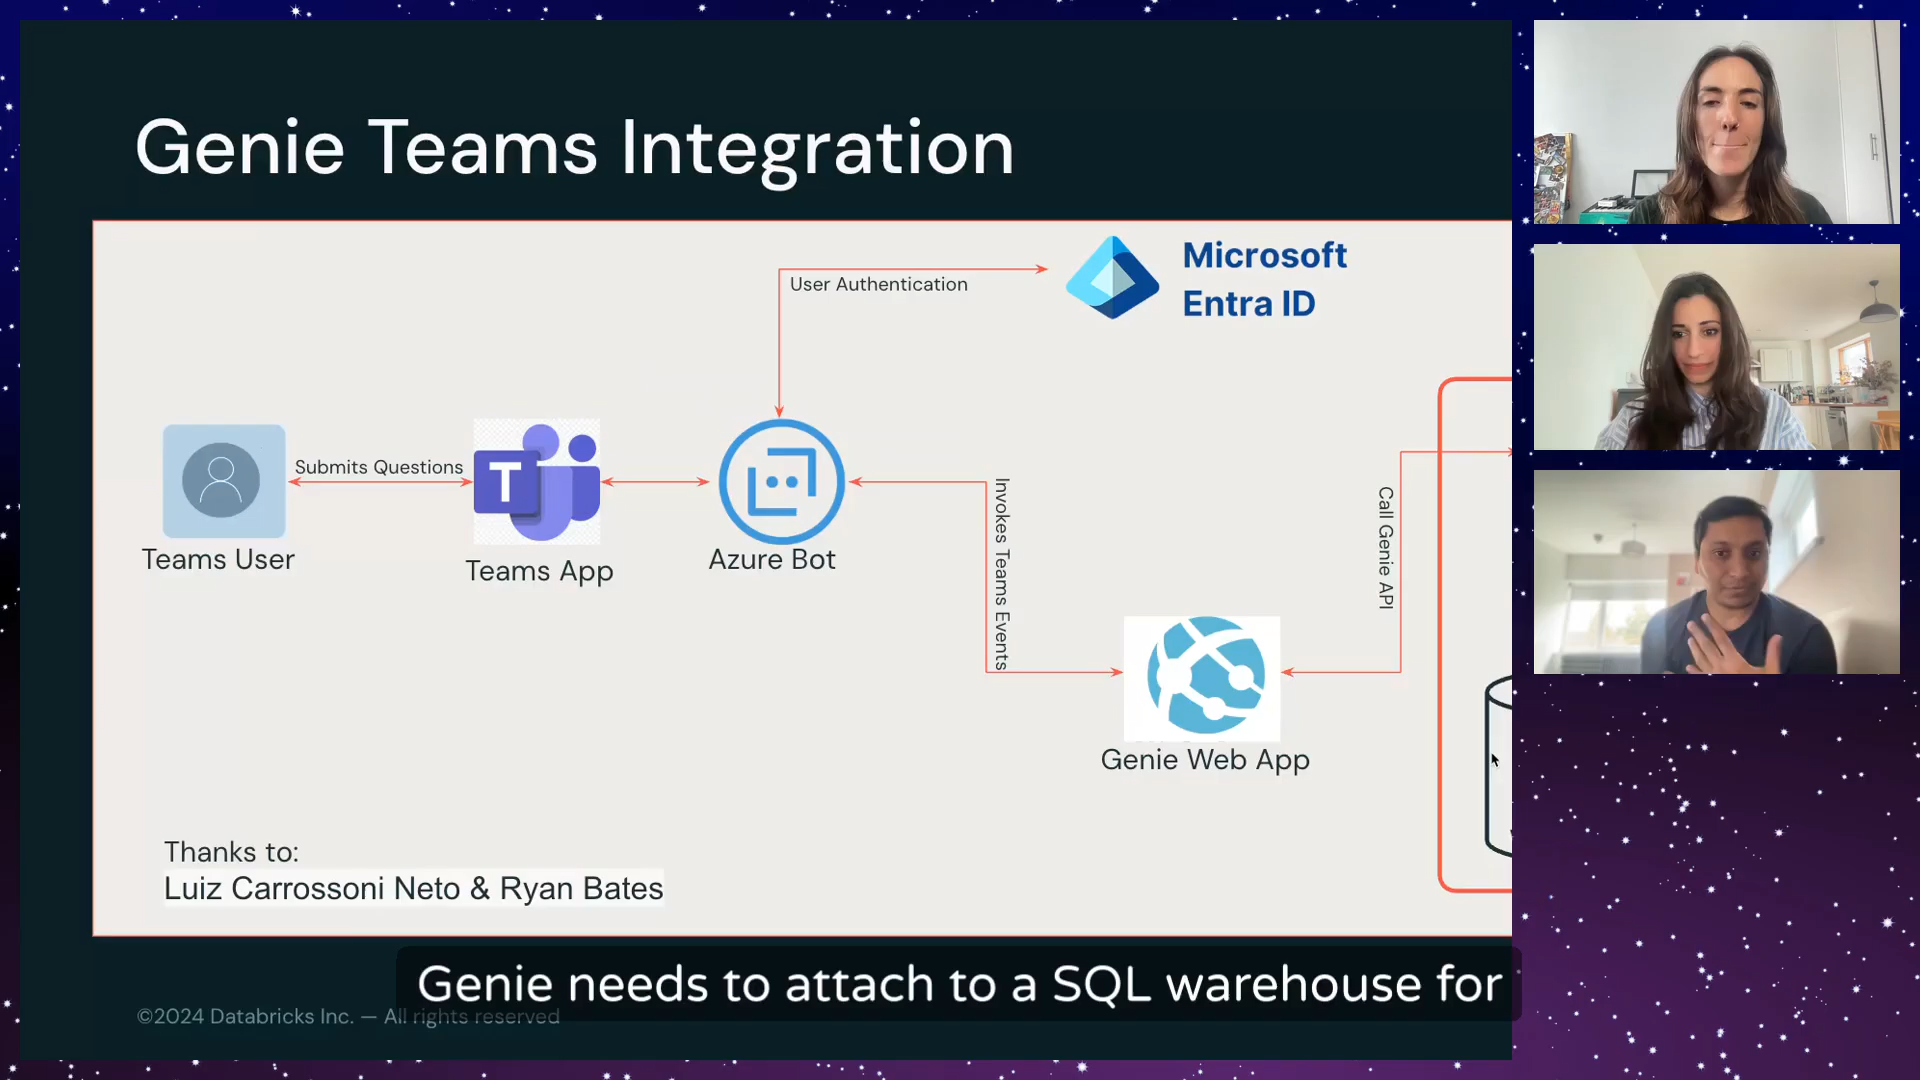 Genie Teams Integration
User Authentication
Microsoft
Entra ID
Submits Questions
T
Teams User
Teams App
Azure Bot
Invokes Teams Events
Call Genie API
Genie Web App
Thanks to:
Luiz Carrossoni Neto & Ryan Bates
Genie needs to attach to a SQL warehouse for
©2024 Databricks Inc. — All rights reserved